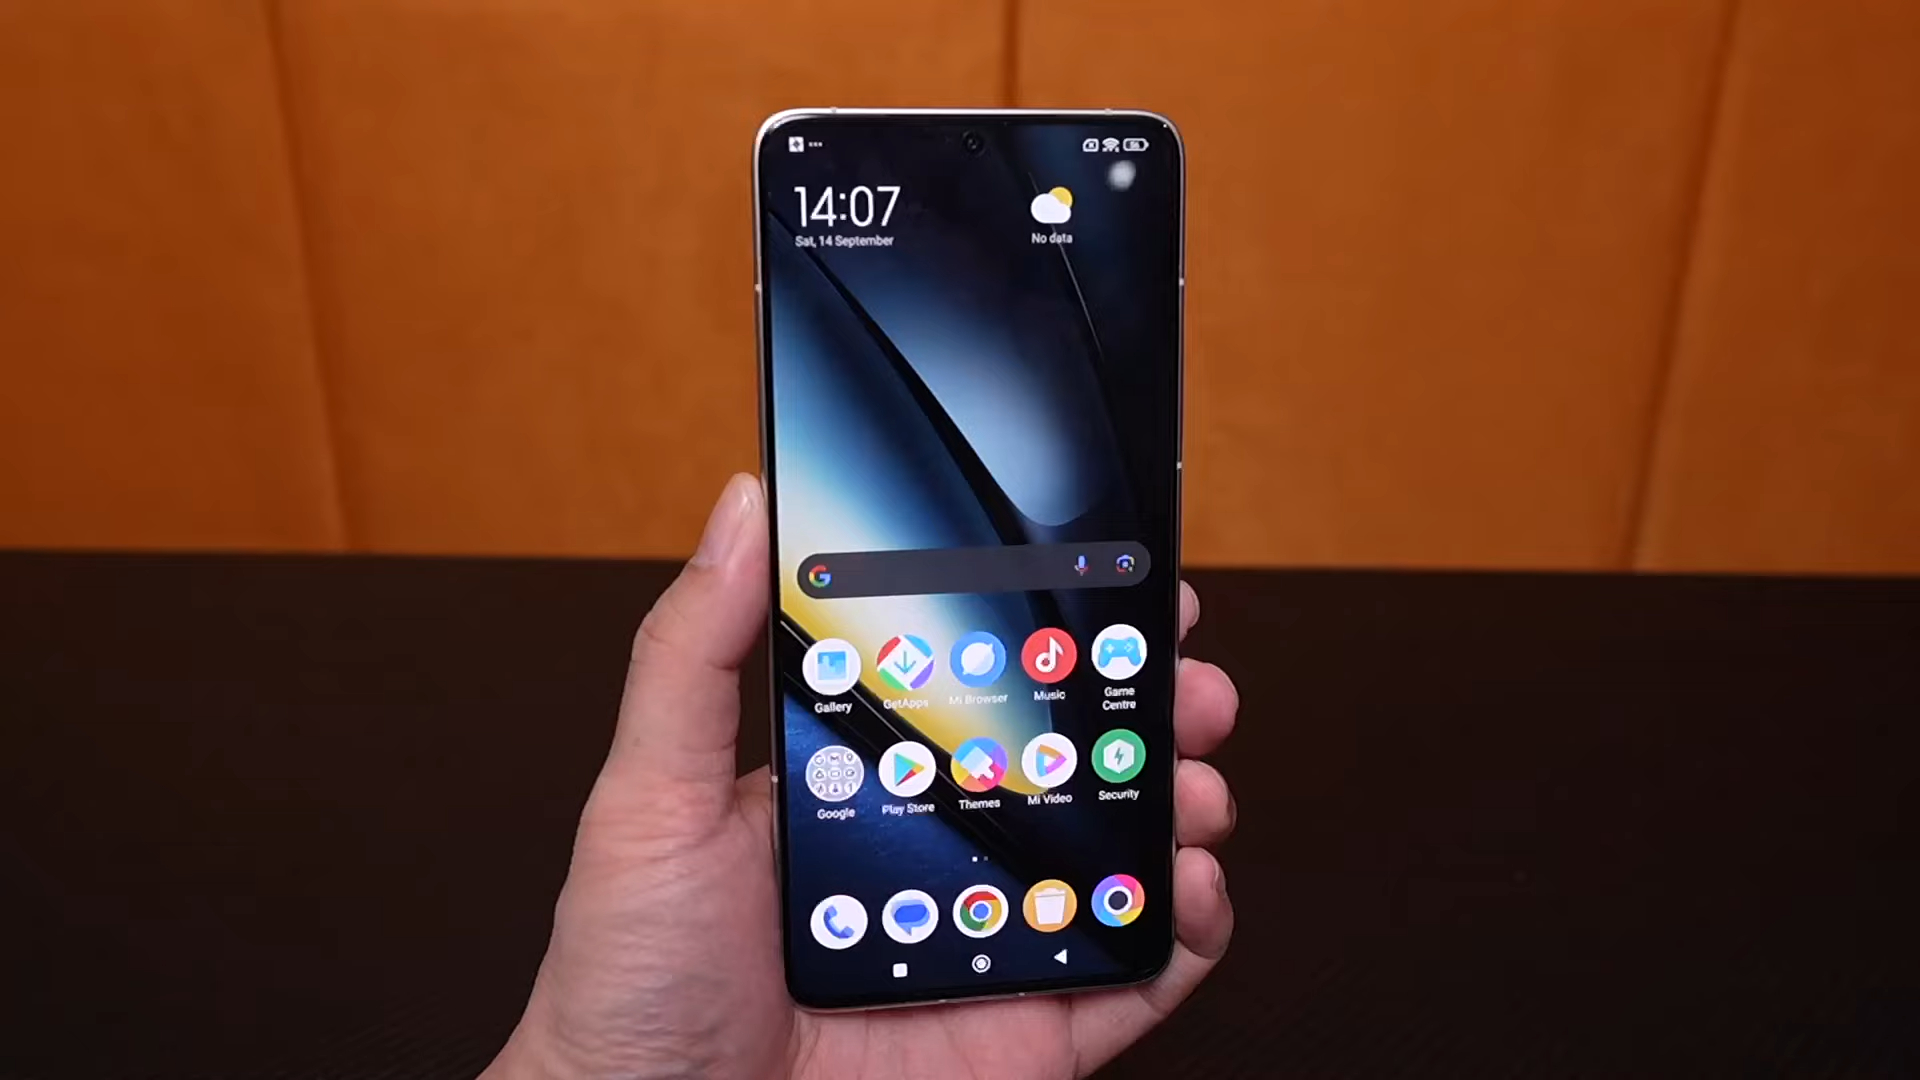 14:07
Sat, 14 September
No data
Gallery
GetApps
Mi Browser
Music
Game
Centre
Google
Play Store
Themes
Mi Video
Security